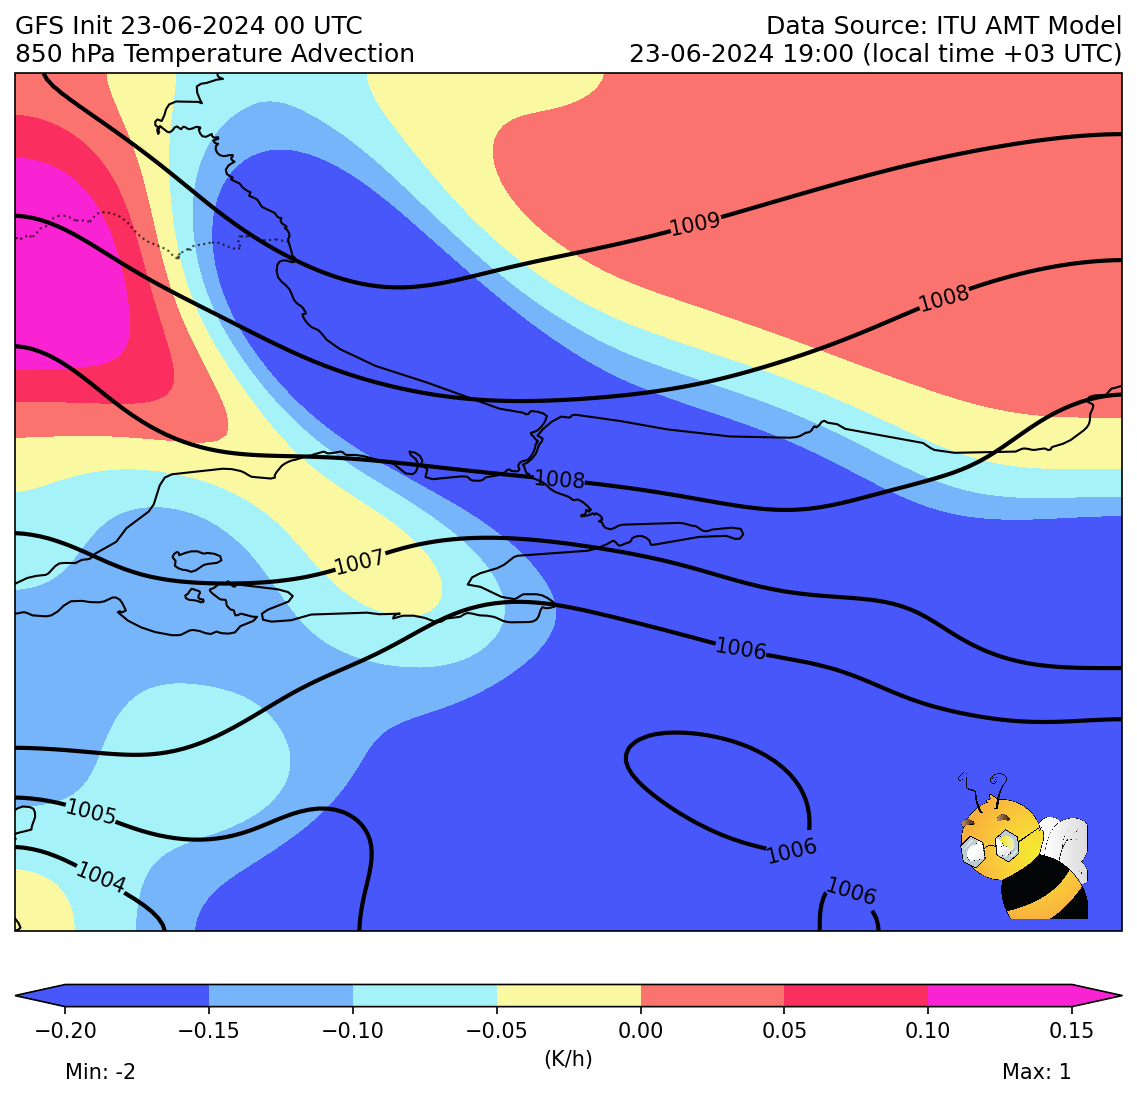 GFS Init 23-06-2024 00 UTC
Data Source: ITU AMT Model
850 hPa Temperature Advection
23-06-2024 19:00 (local time +03 UTC)
1009
1008
1008
1007
1006
1005
1006
1004
1006
−0.20 −0.15 −0.10 −0.05 0.00 0.05 0.10 0.15
(K/h)
Min: -2
Max: 1